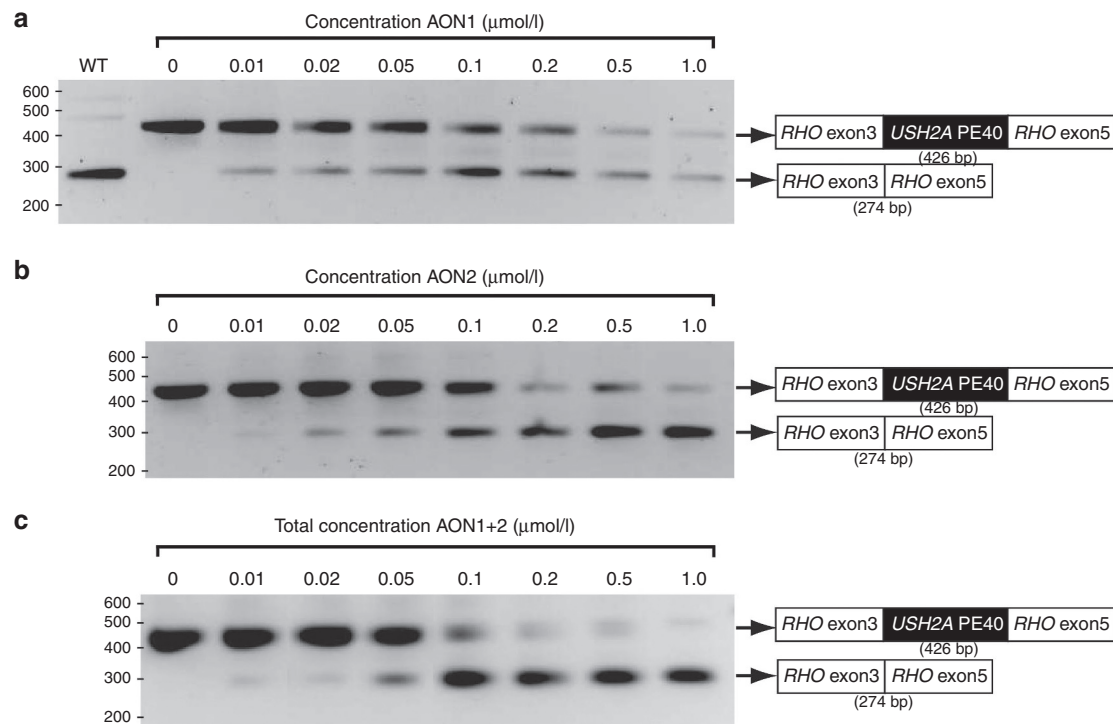 a
Concentration AON1 (μmol/l)
WT 0 0.01 0.02 0.05 0.1 0.2 0.5 1.0
600
500
400
300
200
RHO exon3 USH2A PE40 RHO exon5
(426 bp)
RHO exon3 RHO exon5
(274 bp)
b
Concentration AON2 (μmol/l)
0 0.01 0.02 0.05 0.1 0.2 0.5 1.0
600
500
400
300
200
RHO exon3 USH2A PE40 RHO exon5
(426 bp)
RHO exon3 RHO exon5
(274 bp)
c
Total concentration AON1+2 (μmol/l)
0 0.01 0.02 0.05 0.1 0.2 0.5 1.0
600
500
400
300
200
RHO exon3 USH2A PE40 RHO exon5
(426 bp)
RHO exon3 RHO exon5
(274 bp)